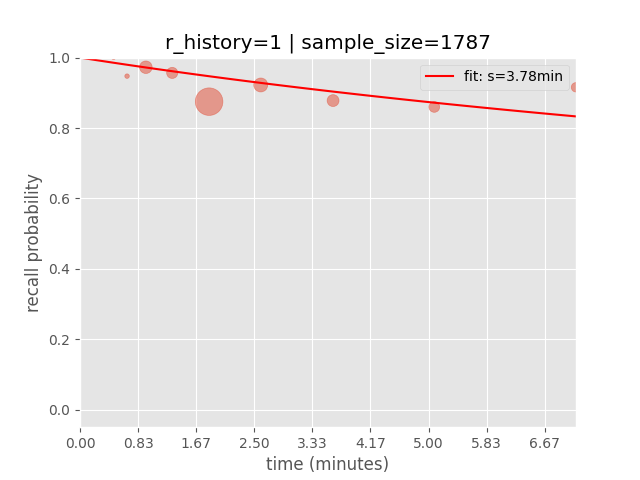 r_history=1 | sample_size=1787
fit: s=3.78min
1.0
0.8
0.6
0.4
0.2
0.0
recall probability
0.00 0.83 1.67 2.50 3.33 4.17 5.00 5.83 6.67
time (minutes)